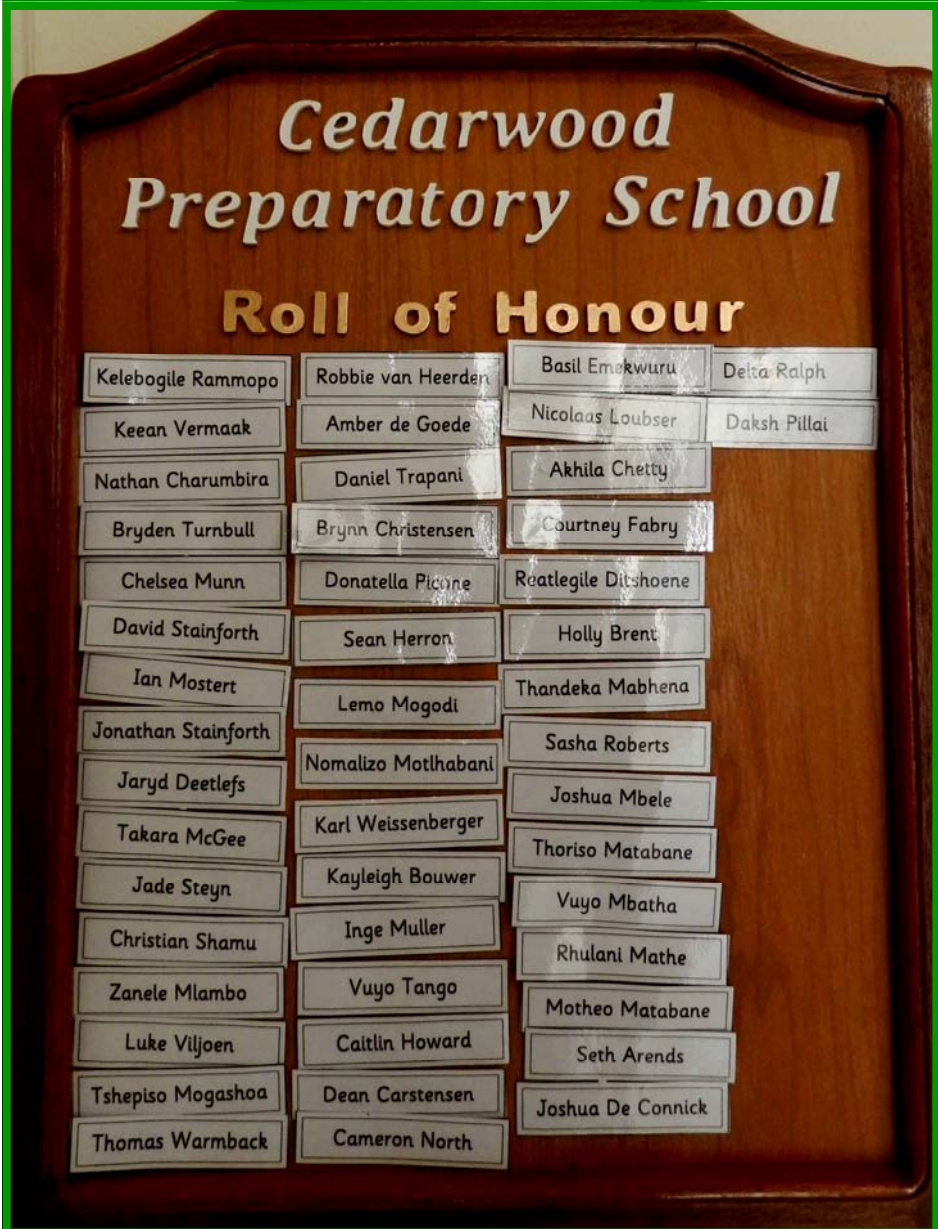 Cedarwood
Preparatory School
Roll of Honour
Kelebogile Rammopo
Keean Vermaak
Nathan Charumbira
Bryden Turnbull
Chelsea Munn
David Stainforth
Ian Mostert
Jonathan Stainforth
Jaryd Deetlefs
Takara McGee
Jade Steyn
Christian Shamu
Zanele Mlambo
Luke Viljoen
Tshepiso Mogashoa
Thomas Warmback
Robbie van Heerden
Amber de Goede
Daniel Trapani
Brynn Christensen
Donatella Picone
Sean Herron
Lemo Mogodi
Nomalizo Motlhabani
Karl Weissenberger
Kayleigh Bouwer
Inge Muller
Vuyo Tango
Caitlin Howard
Dean Carstensen
Cameron North
Basil Emekwuru
Nicolaas Loubser
Akhila Chetty
Courtney Fabry
Reatlegile Ditshoene
Holly Brent
Thandeka Mabhena
Sasha Roberts
Joshua Mbele
Thoriso Matabane
Vuyo Mbatha
Rhulani Mathe
Motheo Matabane
Seth Arends
Joshua De Connick
Delta Ralph
Daksh Pillai